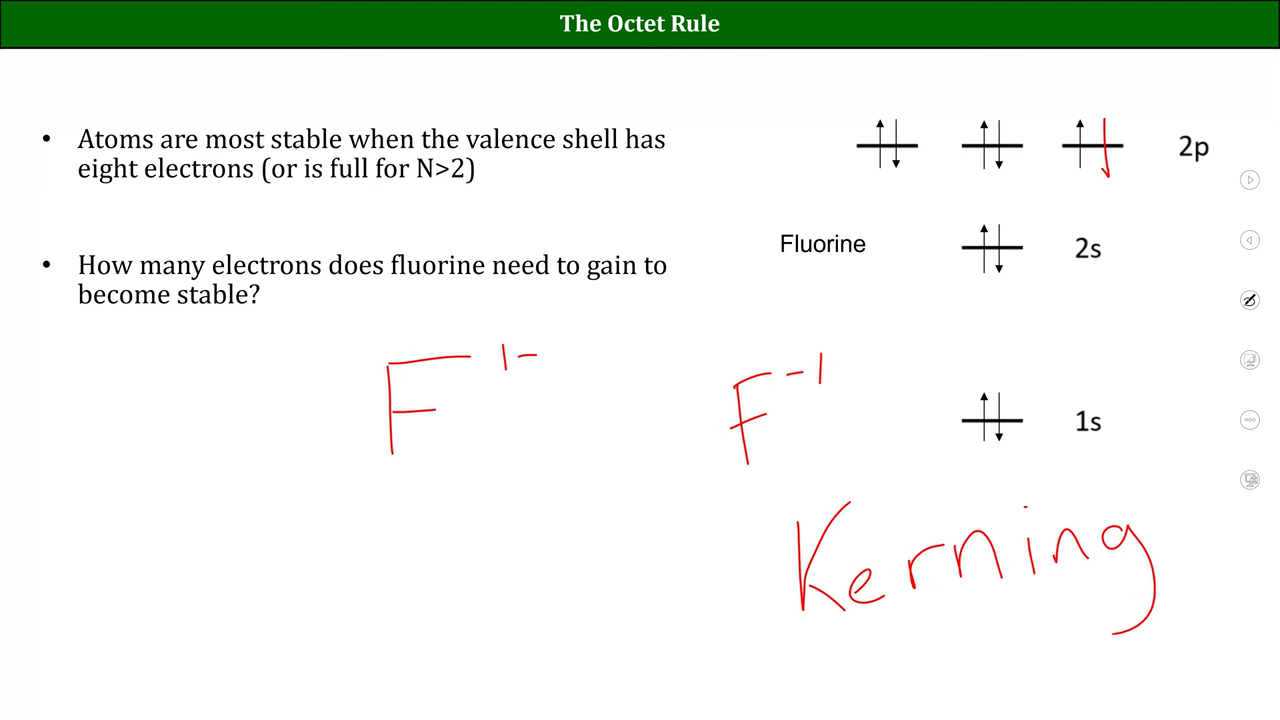 The Octet Rule
• Atoms are most stable when the valence shell has
eight electrons (or is full for N>2)
• How many electrons does fluorine need to gain to
become stable?
2p
Fluorine
2s
1s
F 1-
F -1
Kerning